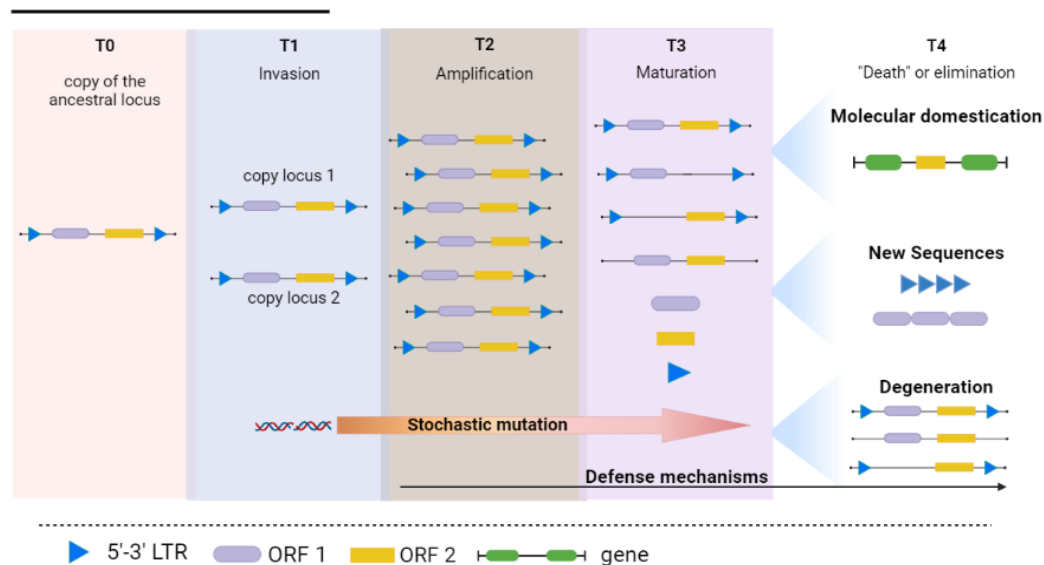 T0
copy of the
ancestral locus
T1
Invasion
copy locus 1
copy locus 2
T2
Amplification
T3
Maturation
T4
"Death" or elimination
Molecular domestication
New Sequences
Degeneration
Stochastic mutation
Defense mechanisms
5'-3' LTR
ORF 1
ORF 2
gene